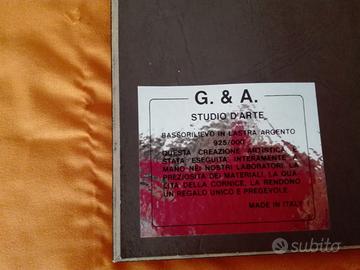 G. & A.
STUDIO D'ARTE
BASSORILIEVO IN LASTRA ARGENTO
925/000
QUESTA CREAZIONE ARTISTICA È
STATA ESEGUITA INTERAMENTE A
MANO NEI NOSTRI LABORATORI. LA
PREZIOSITÀ DEI MATERIALI, LA QUA
LITÀ DELLA CORNICE, LA RENDONO
UN REGALO UNICO E PREGEVOLE.
MADE IN ITALY
subito